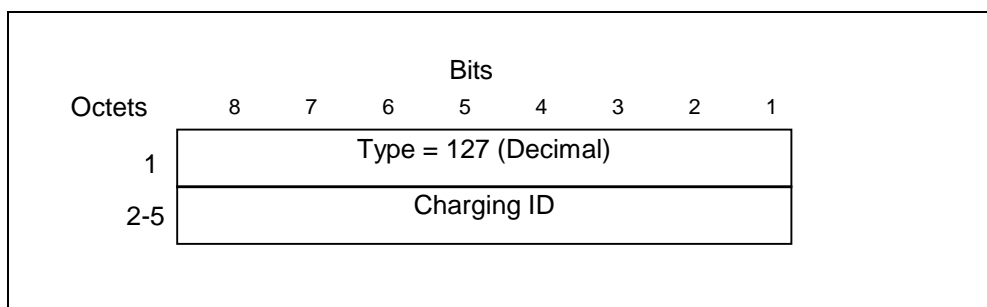 Bits
Octets 8 7 6 5 4 3 2 1
1 Type = 127 (Decimal)
2-5 Charging ID